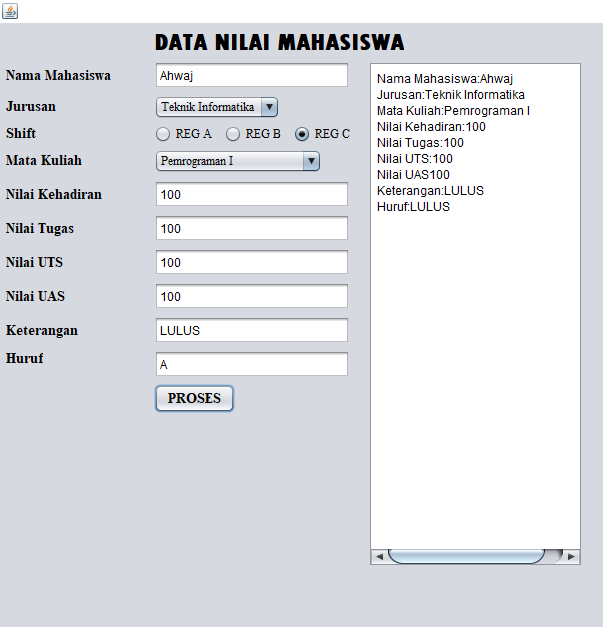 DATA NILAI MAHASISWA
Nama Mahasiswa Ahwaj
Jurusan Teknik Informatika
Shift REG A REG B REG C
Mata Kuliah Pemrograman I
Nilai Kehadiran 100
Nilai Tugas 100
Nilai UTS 100
Nilai UAS 100
Keterangan LULUS
Huruf A
PROSES
Nama Mahasiswa:Ahwaj
Jurusan:Teknik Informatika
Mata Kuliah:Pemrograman I
Nilai Kehadiran:100
Nilai Tugas:100
Nilai UTS:100
Nilai UAS100
Keterangan:LULUS
Huruf:LULUS